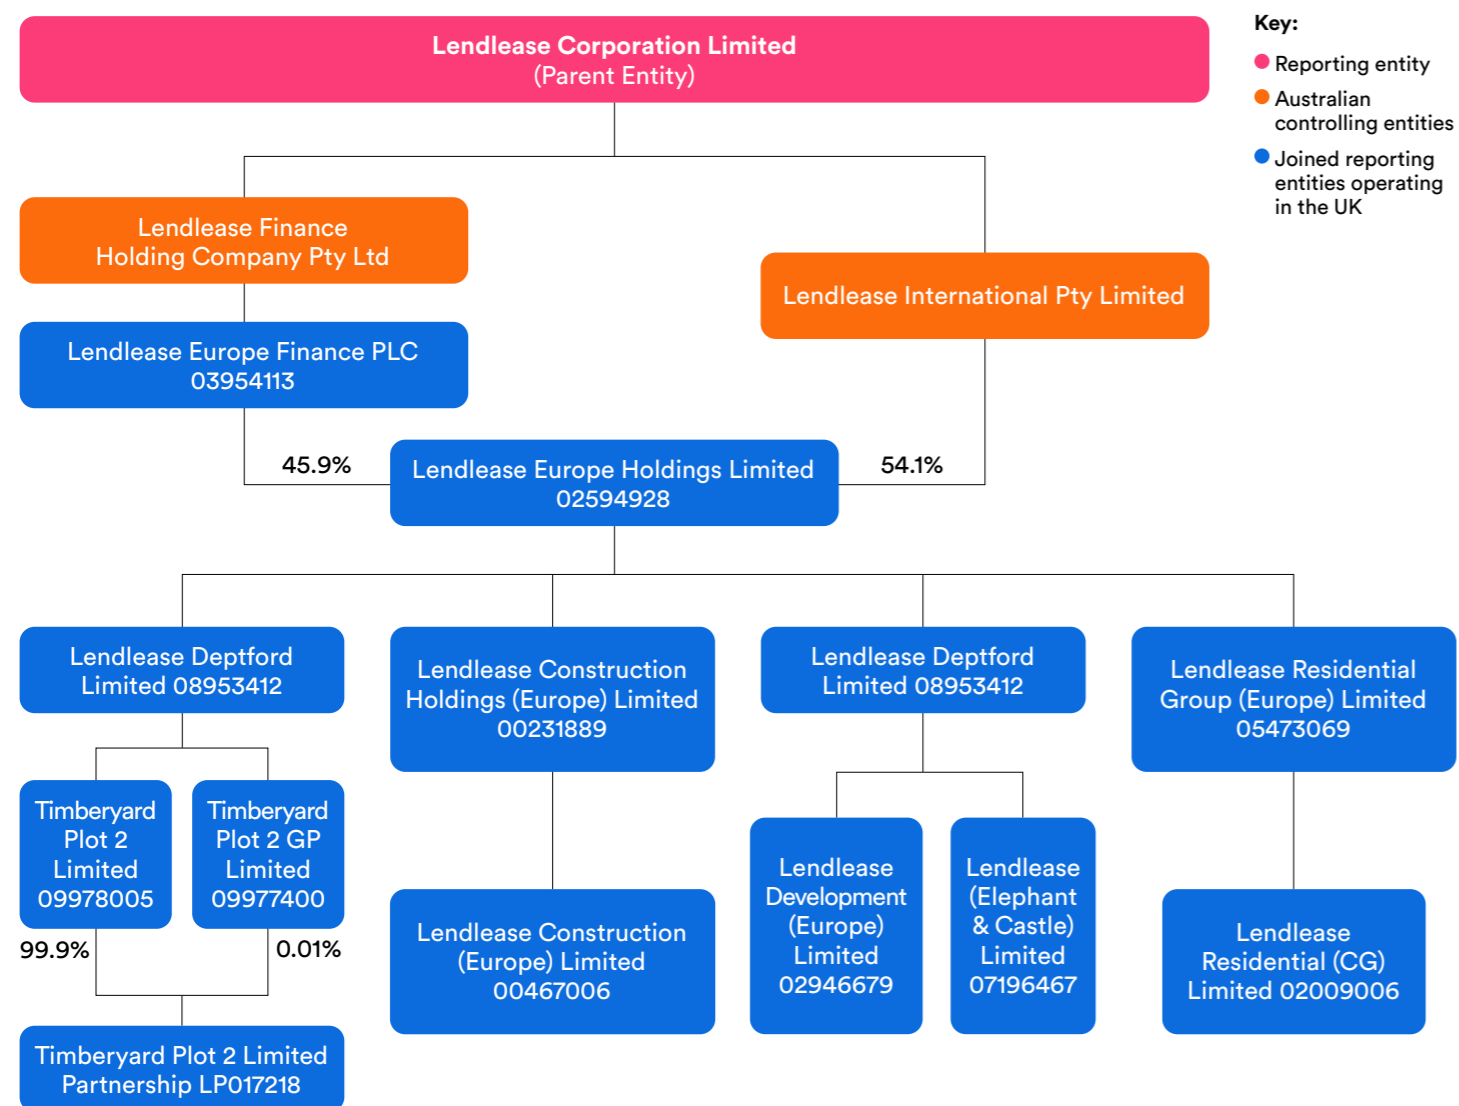 Lendlease Corporation Limited
(Parent Entity)
Key:
Reporting entity
Australian
controlling entities
Joined reporting
entities operating
in the UK
Lendlease Finance
Holding Company Pty Ltd
Lendlease International Pty Limited
Lendlease Europe Finance PLC
03954113
45.9%
Lendlease Europe Holdings Limited
02594928
54.1%
Lendlease Deptford
Limited 08953412
Lendlease Construction
Holdings (Europe) Limited
00231889
Lendlease Deptford
Limited 08953412
Lendlease Residential
Group (Europe) Limited
05473069
Timberyard
Plot 2
Limited
09978005
Timberyard
Plot 2 GP
Limited
09977400
Lendlease
Development
(Europe)
Limited
02946679
Lendlease
(Elephant
& Castle)
Limited
07196467
Lendlease Construction
(Europe) Limited
00467006
Lendlease
Residential (CG)
Limited 02009006
99.9%
0.01%
Timberyard Plot 2 Limited
Partnership LP017218